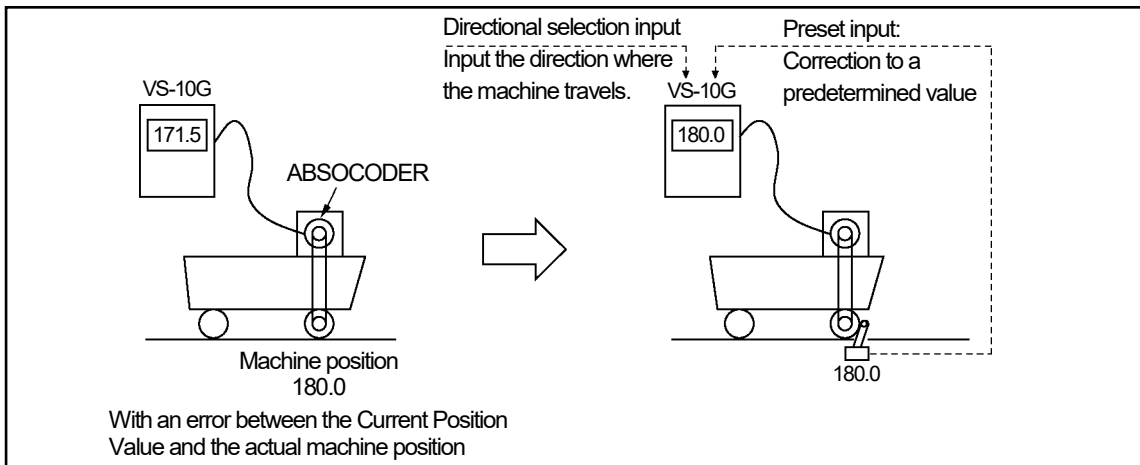 VS-10G
171.5
ABSOCODER
Machine position
180.0
With an error between the Current Position
Value and the actual machine position
Directional selection input
Input the direction where
the machine travels.
Preset input:
Correction to a
predetermined value
VS-10G
180.0
180.0